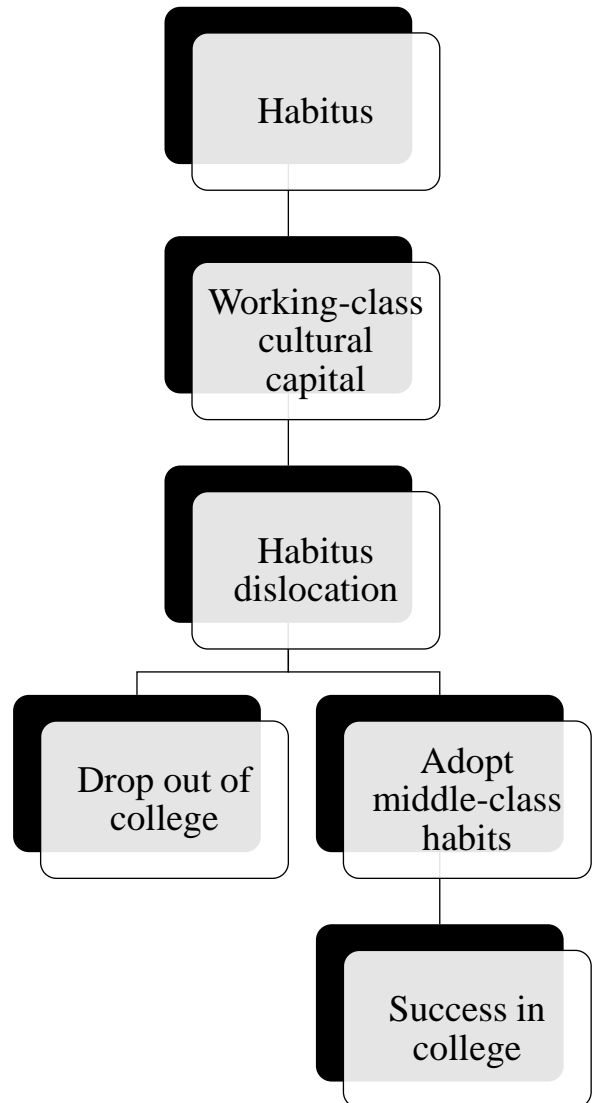 Habitus
Working-class
cultural
capital
Habitus
dislocation
Drop out of
college
Adopt
middle-class
habits
Success in
college